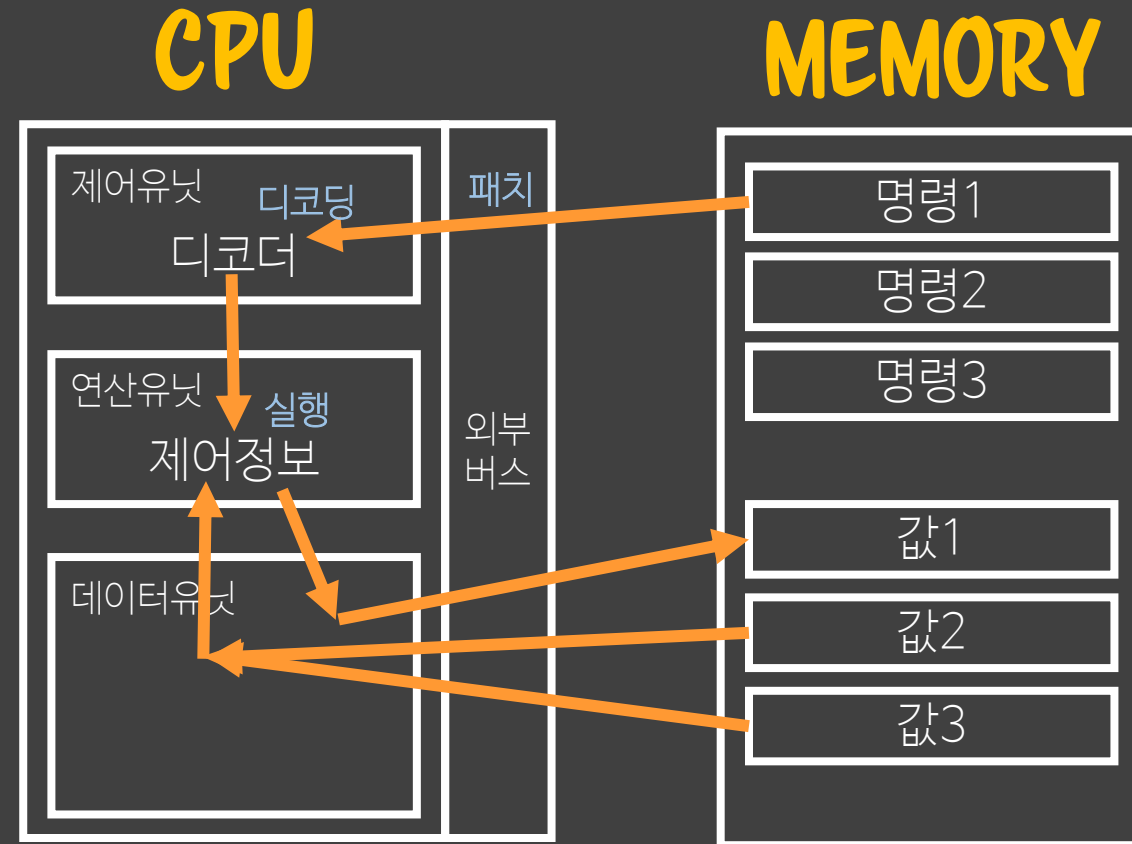 CPU
MEMORY
제어유닛
디코딩
디코더
패치
연산유닛
실행
제어정보
외부
버스
데이터유닛
명령1
명령2
명령3
값1
값2
값3